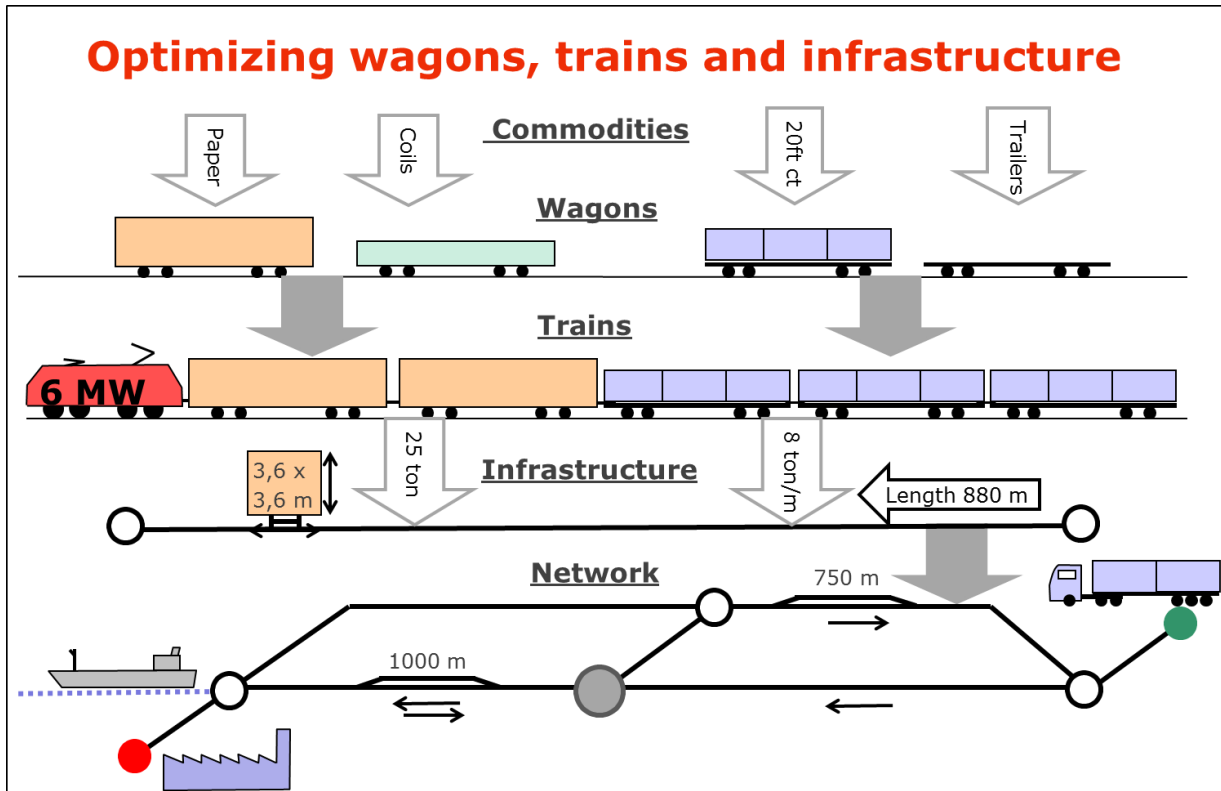 Optimizing wagons, trains and infrastructure
Commodities
Paper
Coils
20ft ct
Trailers
Wagons
Trains
6 MW
25 ton
8 ton/m
Infrastructure
3,6 x
3,6 m
Length 880 m
Network
750 m
1000 m